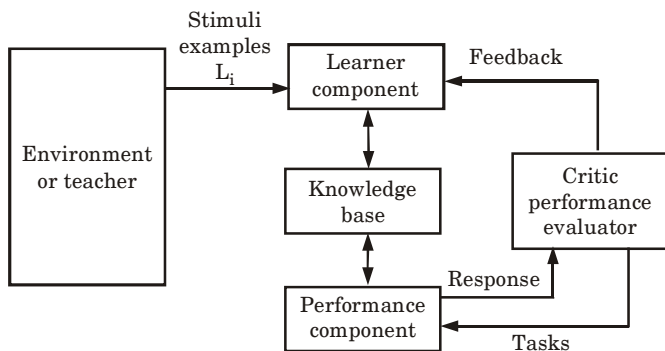 Stimuli
examples
Lᵢ
Environment
or teacher
Learner
component
Feedback
Knowledge
base
Critic
performance
evaluator
Performance
component
Response
Tasks